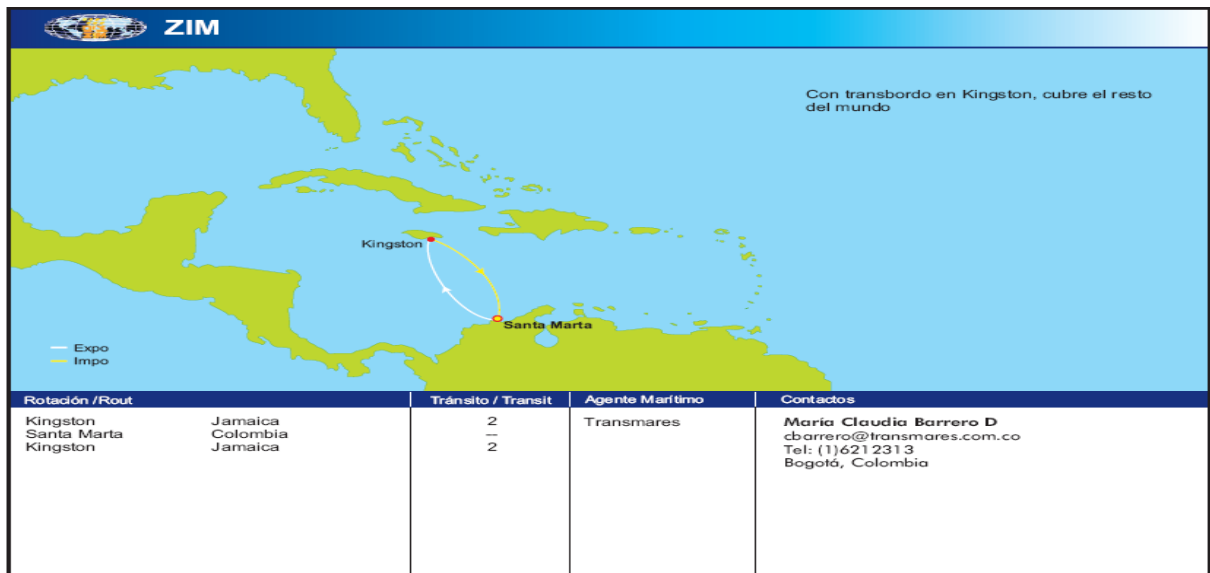 ZIM
Con transbordo en Kingston, cubre el resto
del mundo
Kingston
Santa Marta
Expo
Impo
Rotación /Rout Tránsito / Transit Agente Marítimo Contactos
Kingston Jamaica 2 Transmares María Claudia Barrero D
Santa Marta Colombia – cbarrero@transmares.com.co
Kingston Jamaica 2 Tel: (1)6212313
Bogotá, Colombia